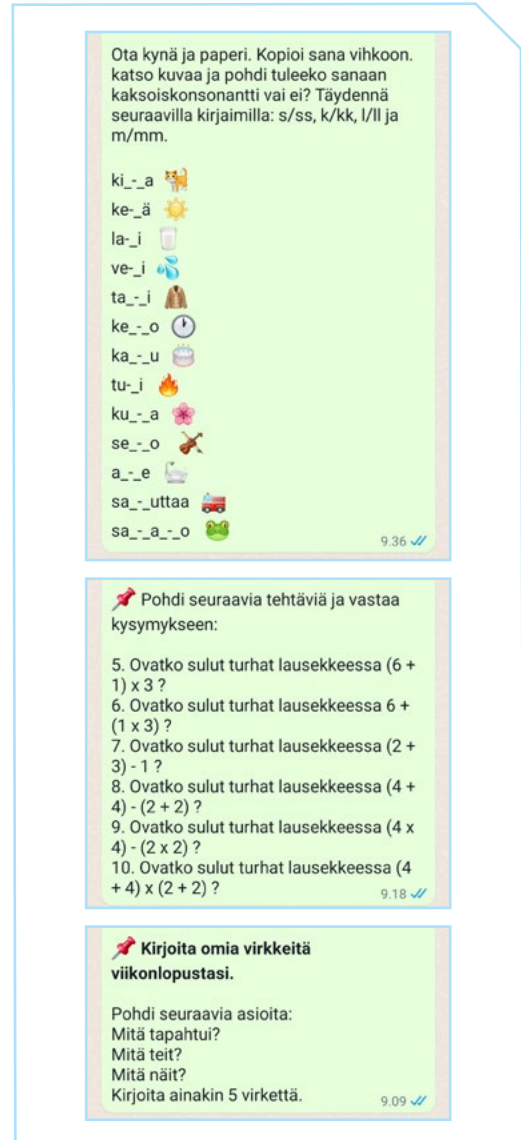 Ota kynä ja paperi. Kopioi sana vihkoon.
katso kuvaa ja pohdi tuleeko sanaan
kaksoiskonsonantti vai ei? Täydennä
seuraavilla kirjaimilla: s/ss, k/kk, l/ll ja
m/mm.
ki_-_a 🐈
ke-_ä ☀️
la-_i 🥛
ve-_i 💦
ta_-_i 🧥
ke_-_o 🕐
ka_-_u 🎂
tu-_i 🔥
ku_-_a 🌸
se_-_o 🎻
a_-_e 🛁
sa_-_uttaa 🚒
sa_-_a_-_o 🐸
9.36
📌 Pohdi seuraavia tehtäviä ja vastaa
kysymykseen:
5. Ovatko sulut turhat lausekkeessa (6 +
1) x 3 ?
6. Ovatko sulut turhat lausekkeessa 6 +
(1 x 3) ?
7. Ovatko sulut turhat lausekkeessa (2 +
3) - 1 ?
8. Ovatko sulut turhat lausekkeessa (4 +
4) - (2 + 2) ?
9. Ovatko sulut turhat lausekkeessa (4 x
4) - (2 x 2) ?
10. Ovatko sulut turhat lausekkeessa (4
+ 4) x (2 + 2) ?
9.18
📌 Kirjoita omia virkkeitä
viikonlopustasi.
Pohdi seuraavia asioita:
Mitä tapahtui?
Mitä teit?
Mitä näit?
Kirjoita ainakin 5 virkettä.
9.09